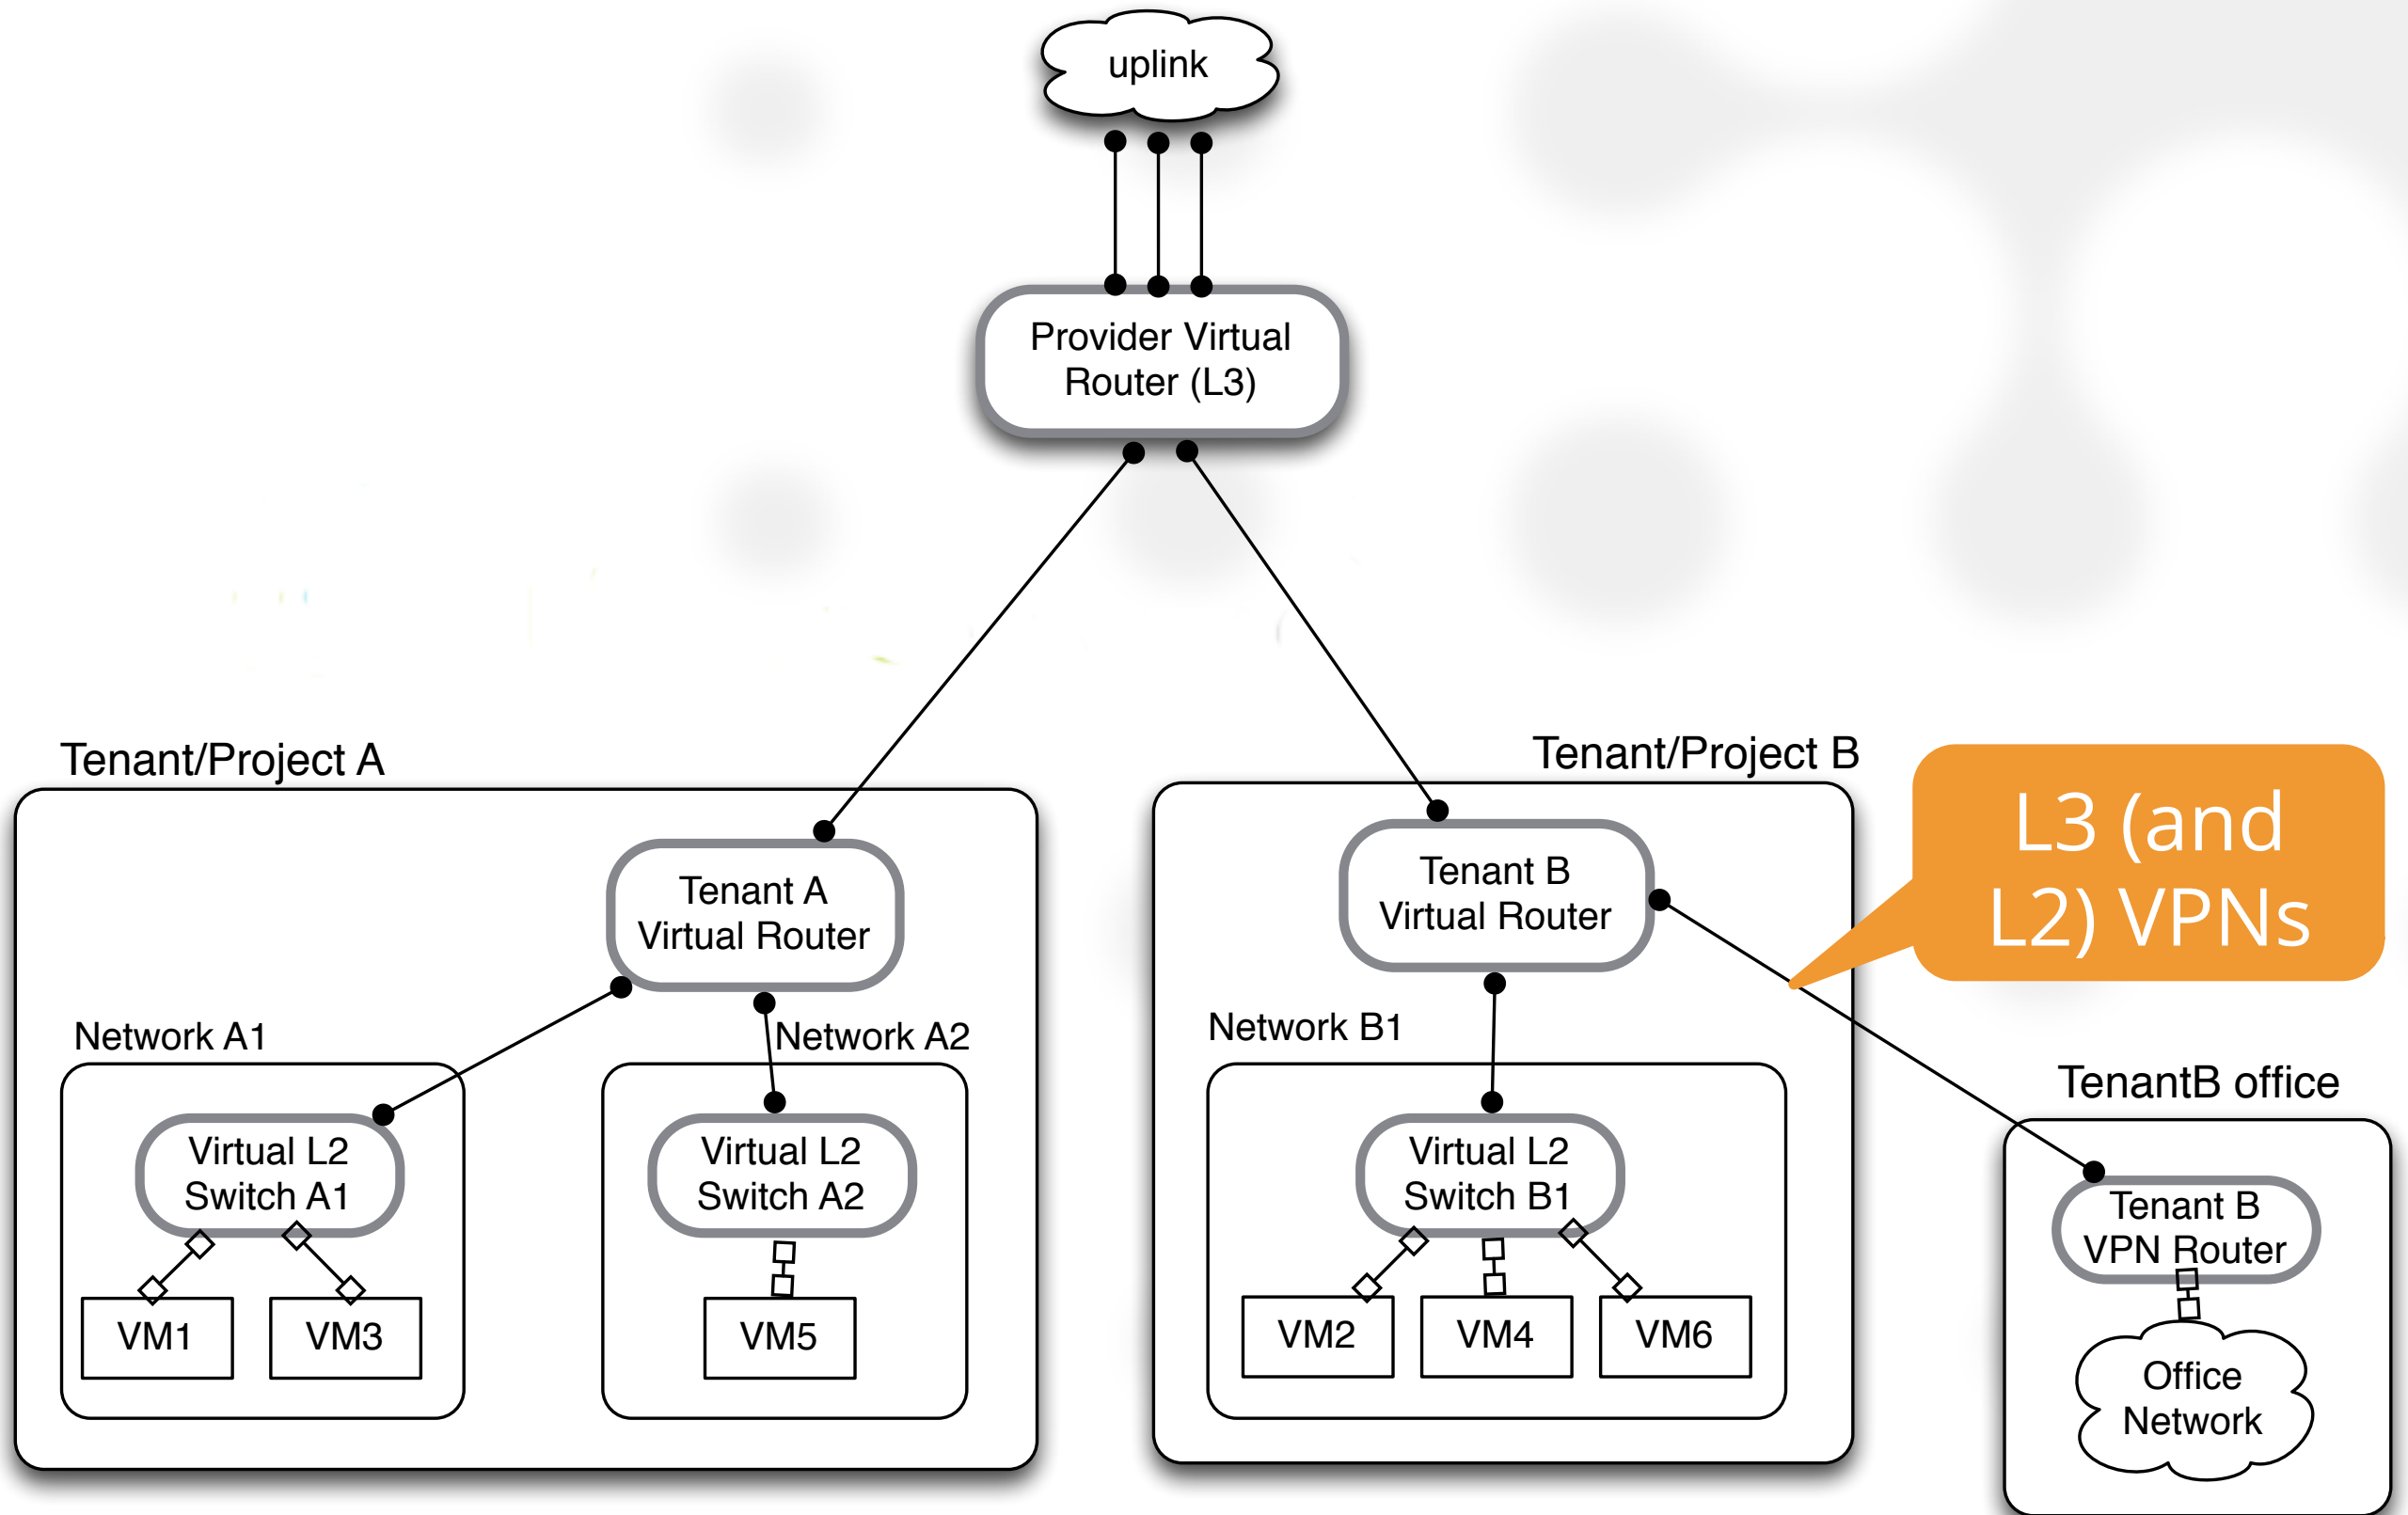 uplink
Provider Virtual
Router (L3)
Tenant/Project A
Tenant/Project B
L3 (and
L2) VPNs
Tenant A
Virtual Router
Tenant B
Virtual Router
Network A1
Network A2
Network B1
TenantB office
Virtual L2
Switch A1
Virtual L2
Switch A2
Virtual L2
Switch B1
Tenant B
VPN Router
VM1
VM3
VM5
VM2
VM4
VM6
Office
Network